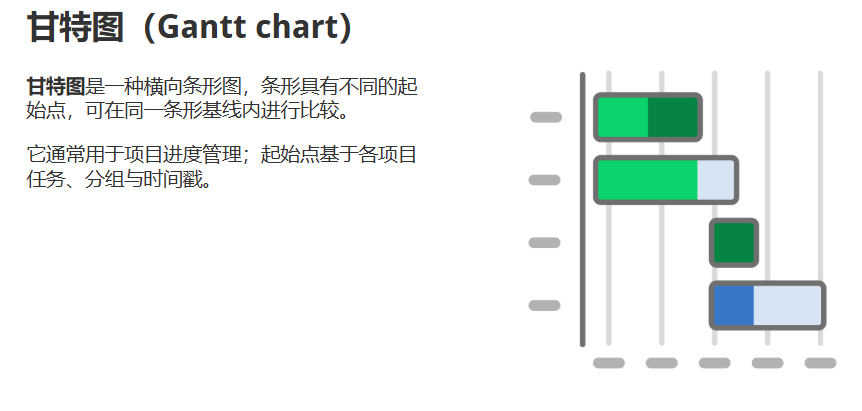 甘特图（Gantt chart）
甘特图是一种横向条形图，条形具有不同的起
始点，可在同一条形基线内进行比较。
它通常用于项目进度管理；起始点基于各项目
任务、分组与时间戳。